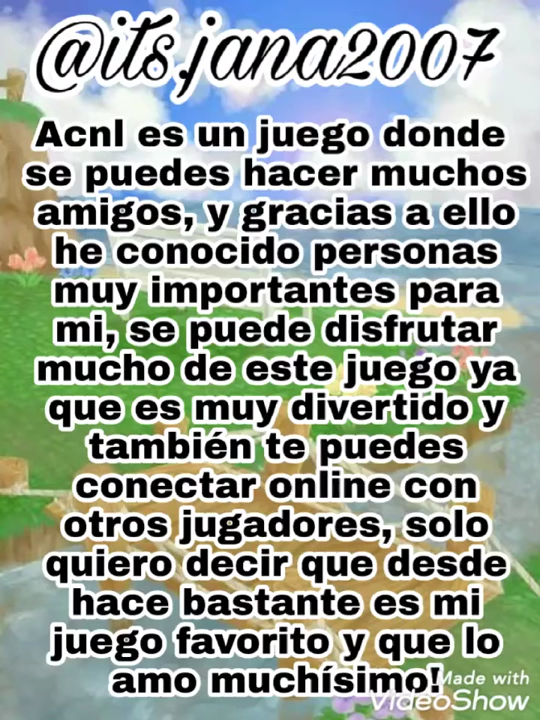 @its.jana2007
Acnl es un juego donde
se puedes hacer muchos
amigos, y gracias a ello
he conocido personas
muy importantes para
mi, se puede disfrutar
mucho de este juego ya
que es muy divertido y
también te puedes
conectar online con
otros jugadores, solo
quiero decir que desde
hace bastante es mi
juego favorito y que lo
amo muchísimo!
Made with
VideoShow